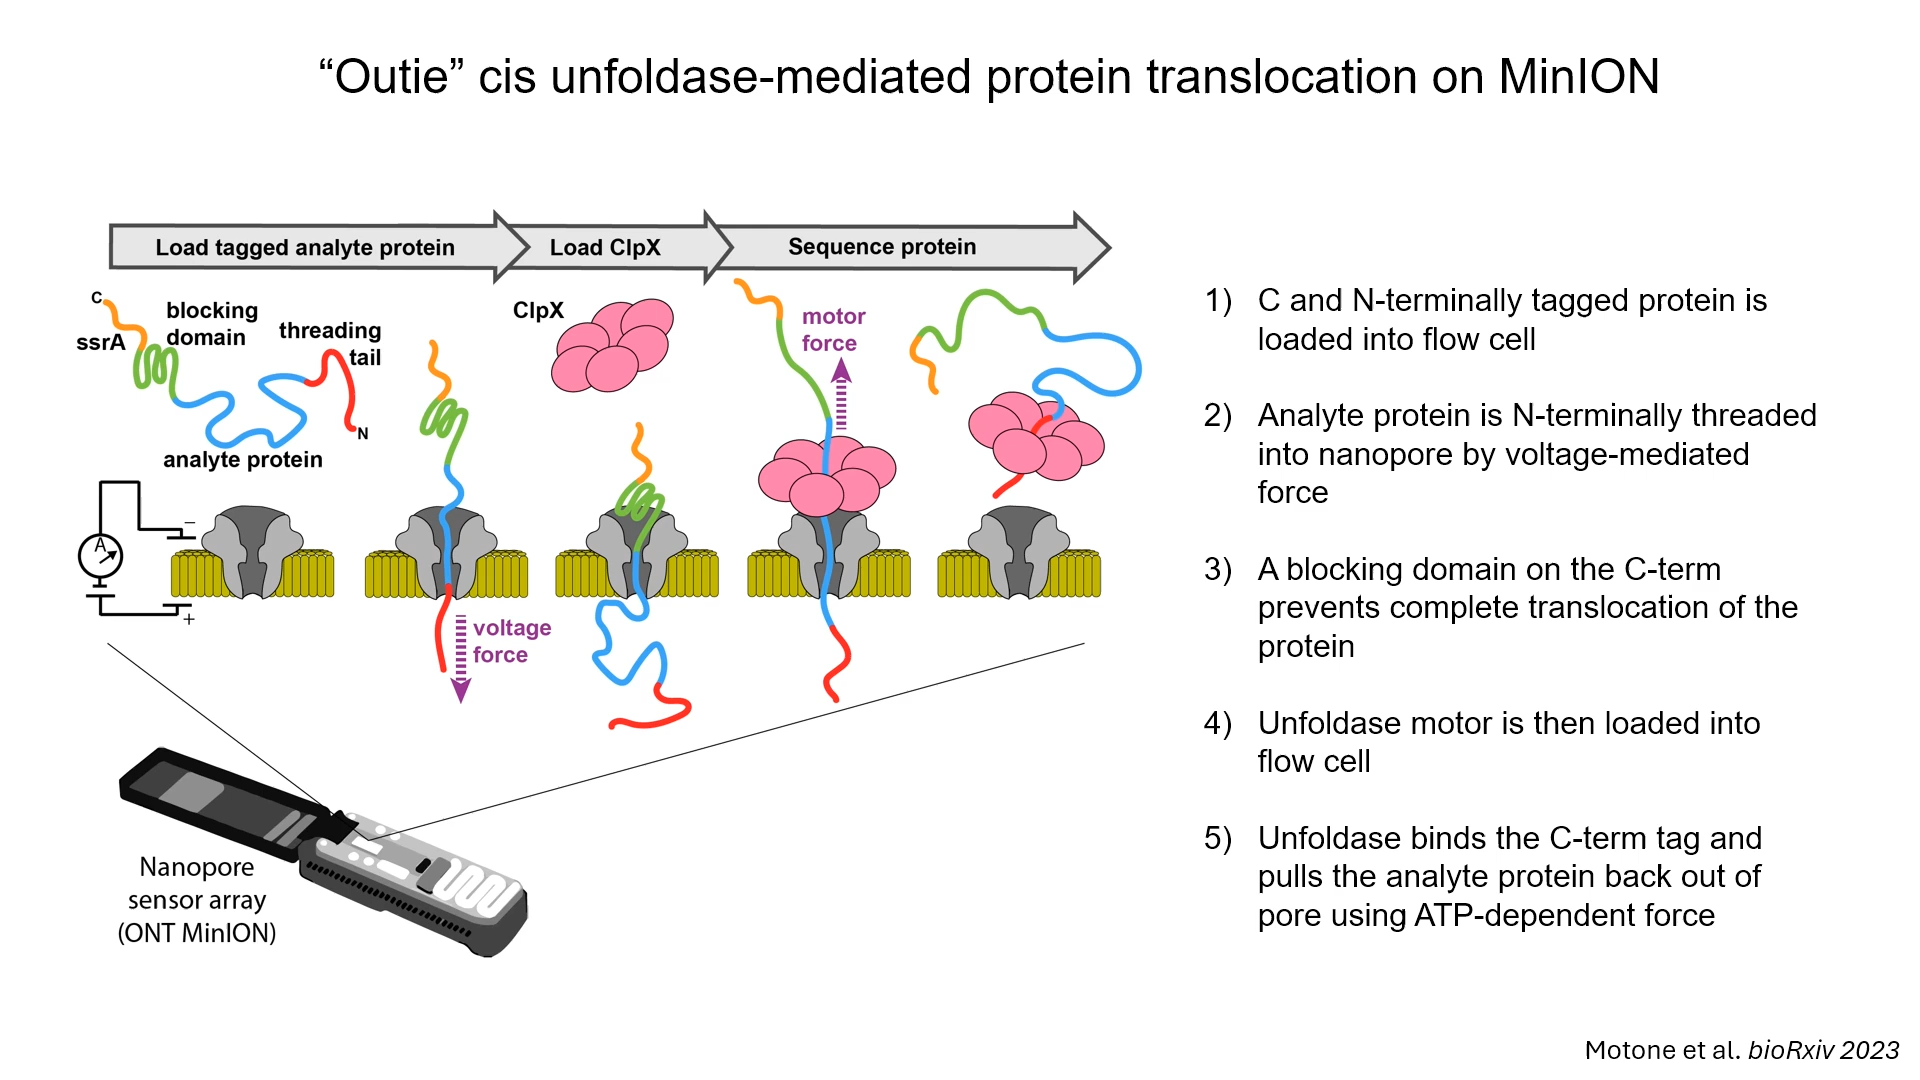 “Outie” cis unfoldase-mediated protein translocation on MinION
Load tagged analyte protein
Load ClpX
Sequence protein
C
ssrA
blocking
domain
threading
tail
N
analyte protein
ClpX
motor
force
A
−
+
voltage
force
Nanopore
sensor array
(ONT MinION)
1) C and N-terminally tagged protein is
loaded into flow cell
2) Analyte protein is N-terminally threaded
into nanopore by voltage-mediated
force
3) A blocking domain on the C-term
prevents complete translocation of the
protein
4) Unfoldase motor is then loaded into
flow cell
5) Unfoldase binds the C-term tag and
pulls the analyte protein back out of
pore using ATP-dependent force
Motone et al. bioRxiv 2023